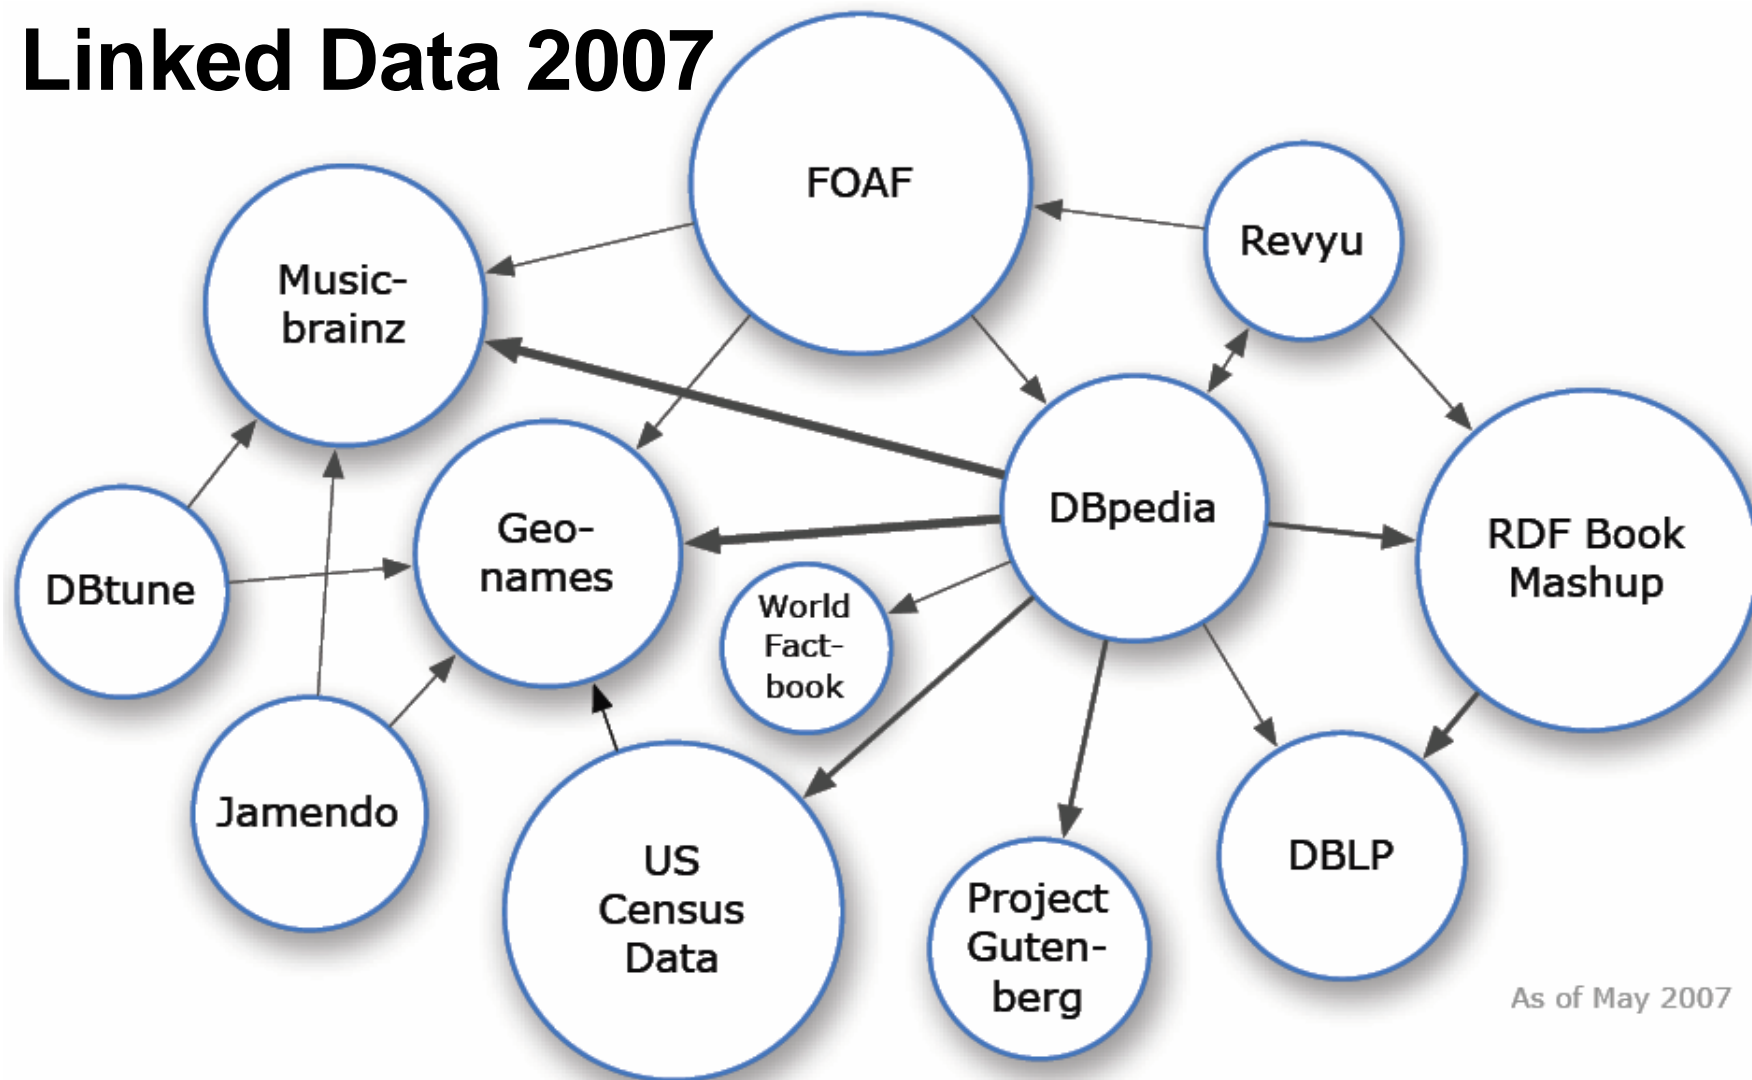 Linked Data 2007
FOAF
Revyu
Music-
brainz
DBpedia
Geo-
names
RDF Book
Mashup
DBtune
World
Fact-
book
Jamendo
US
Census
Data
Project
Guten-
berg
DBLP
As of May 2007